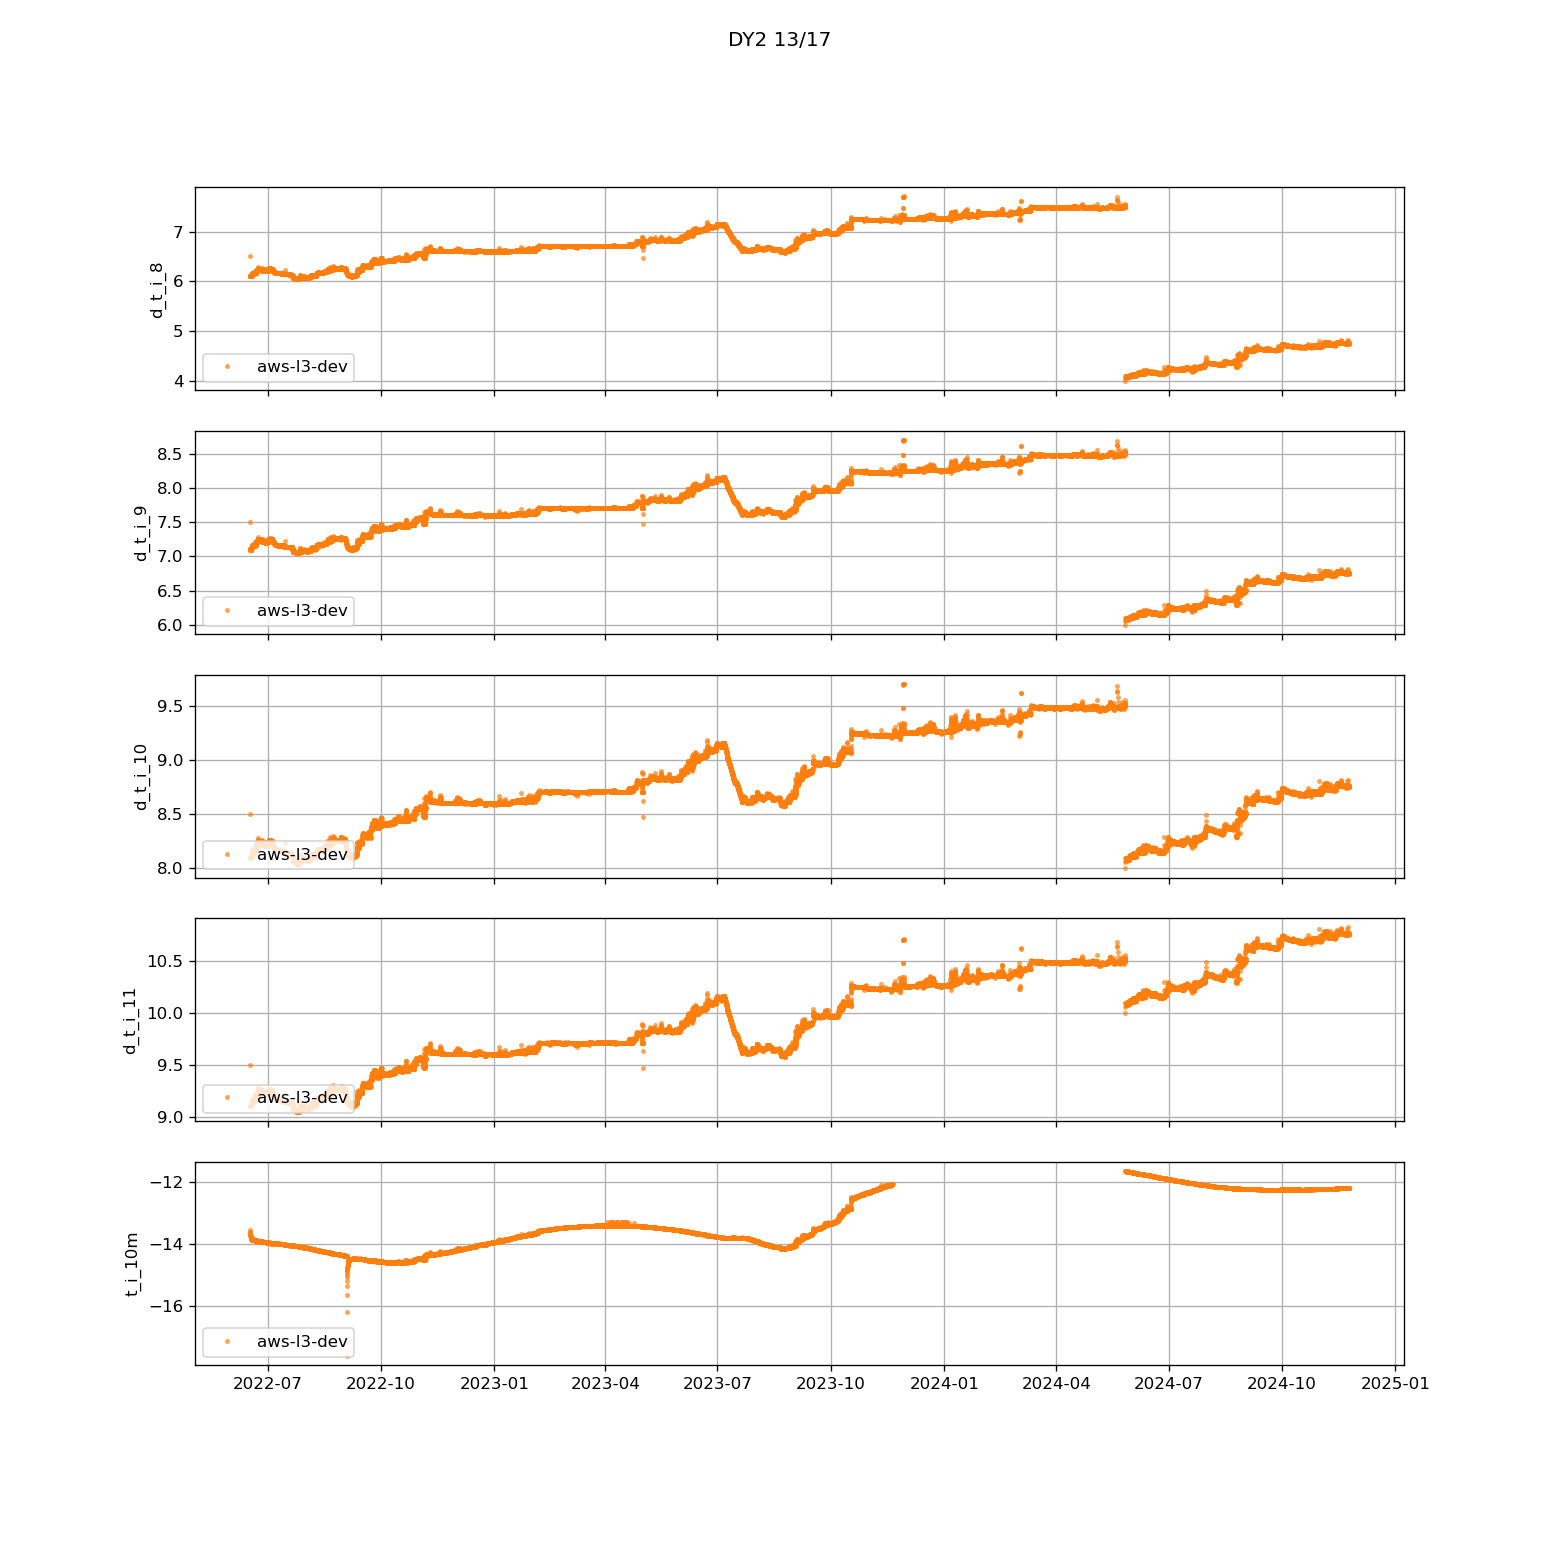 DY2 13/17
7
6
5
4
d_t_i_8
aws-l3-dev
8.5
8.0
7.5
7.0
6.5
6.0
d_t_i_9
aws-l3-dev
9.5
9.0
8.5
8.0
d_t_i_10
aws-l3-dev
10.5
10.0
9.5
9.0
d_t_i_11
aws-l3-dev
−12
−14
−16
t_i_10m
aws-l3-dev
2022-07 2022-10 2023-01 2023-04 2023-07 2023-10 2024-01 2024-04 2024-07 2024-10 2025-01